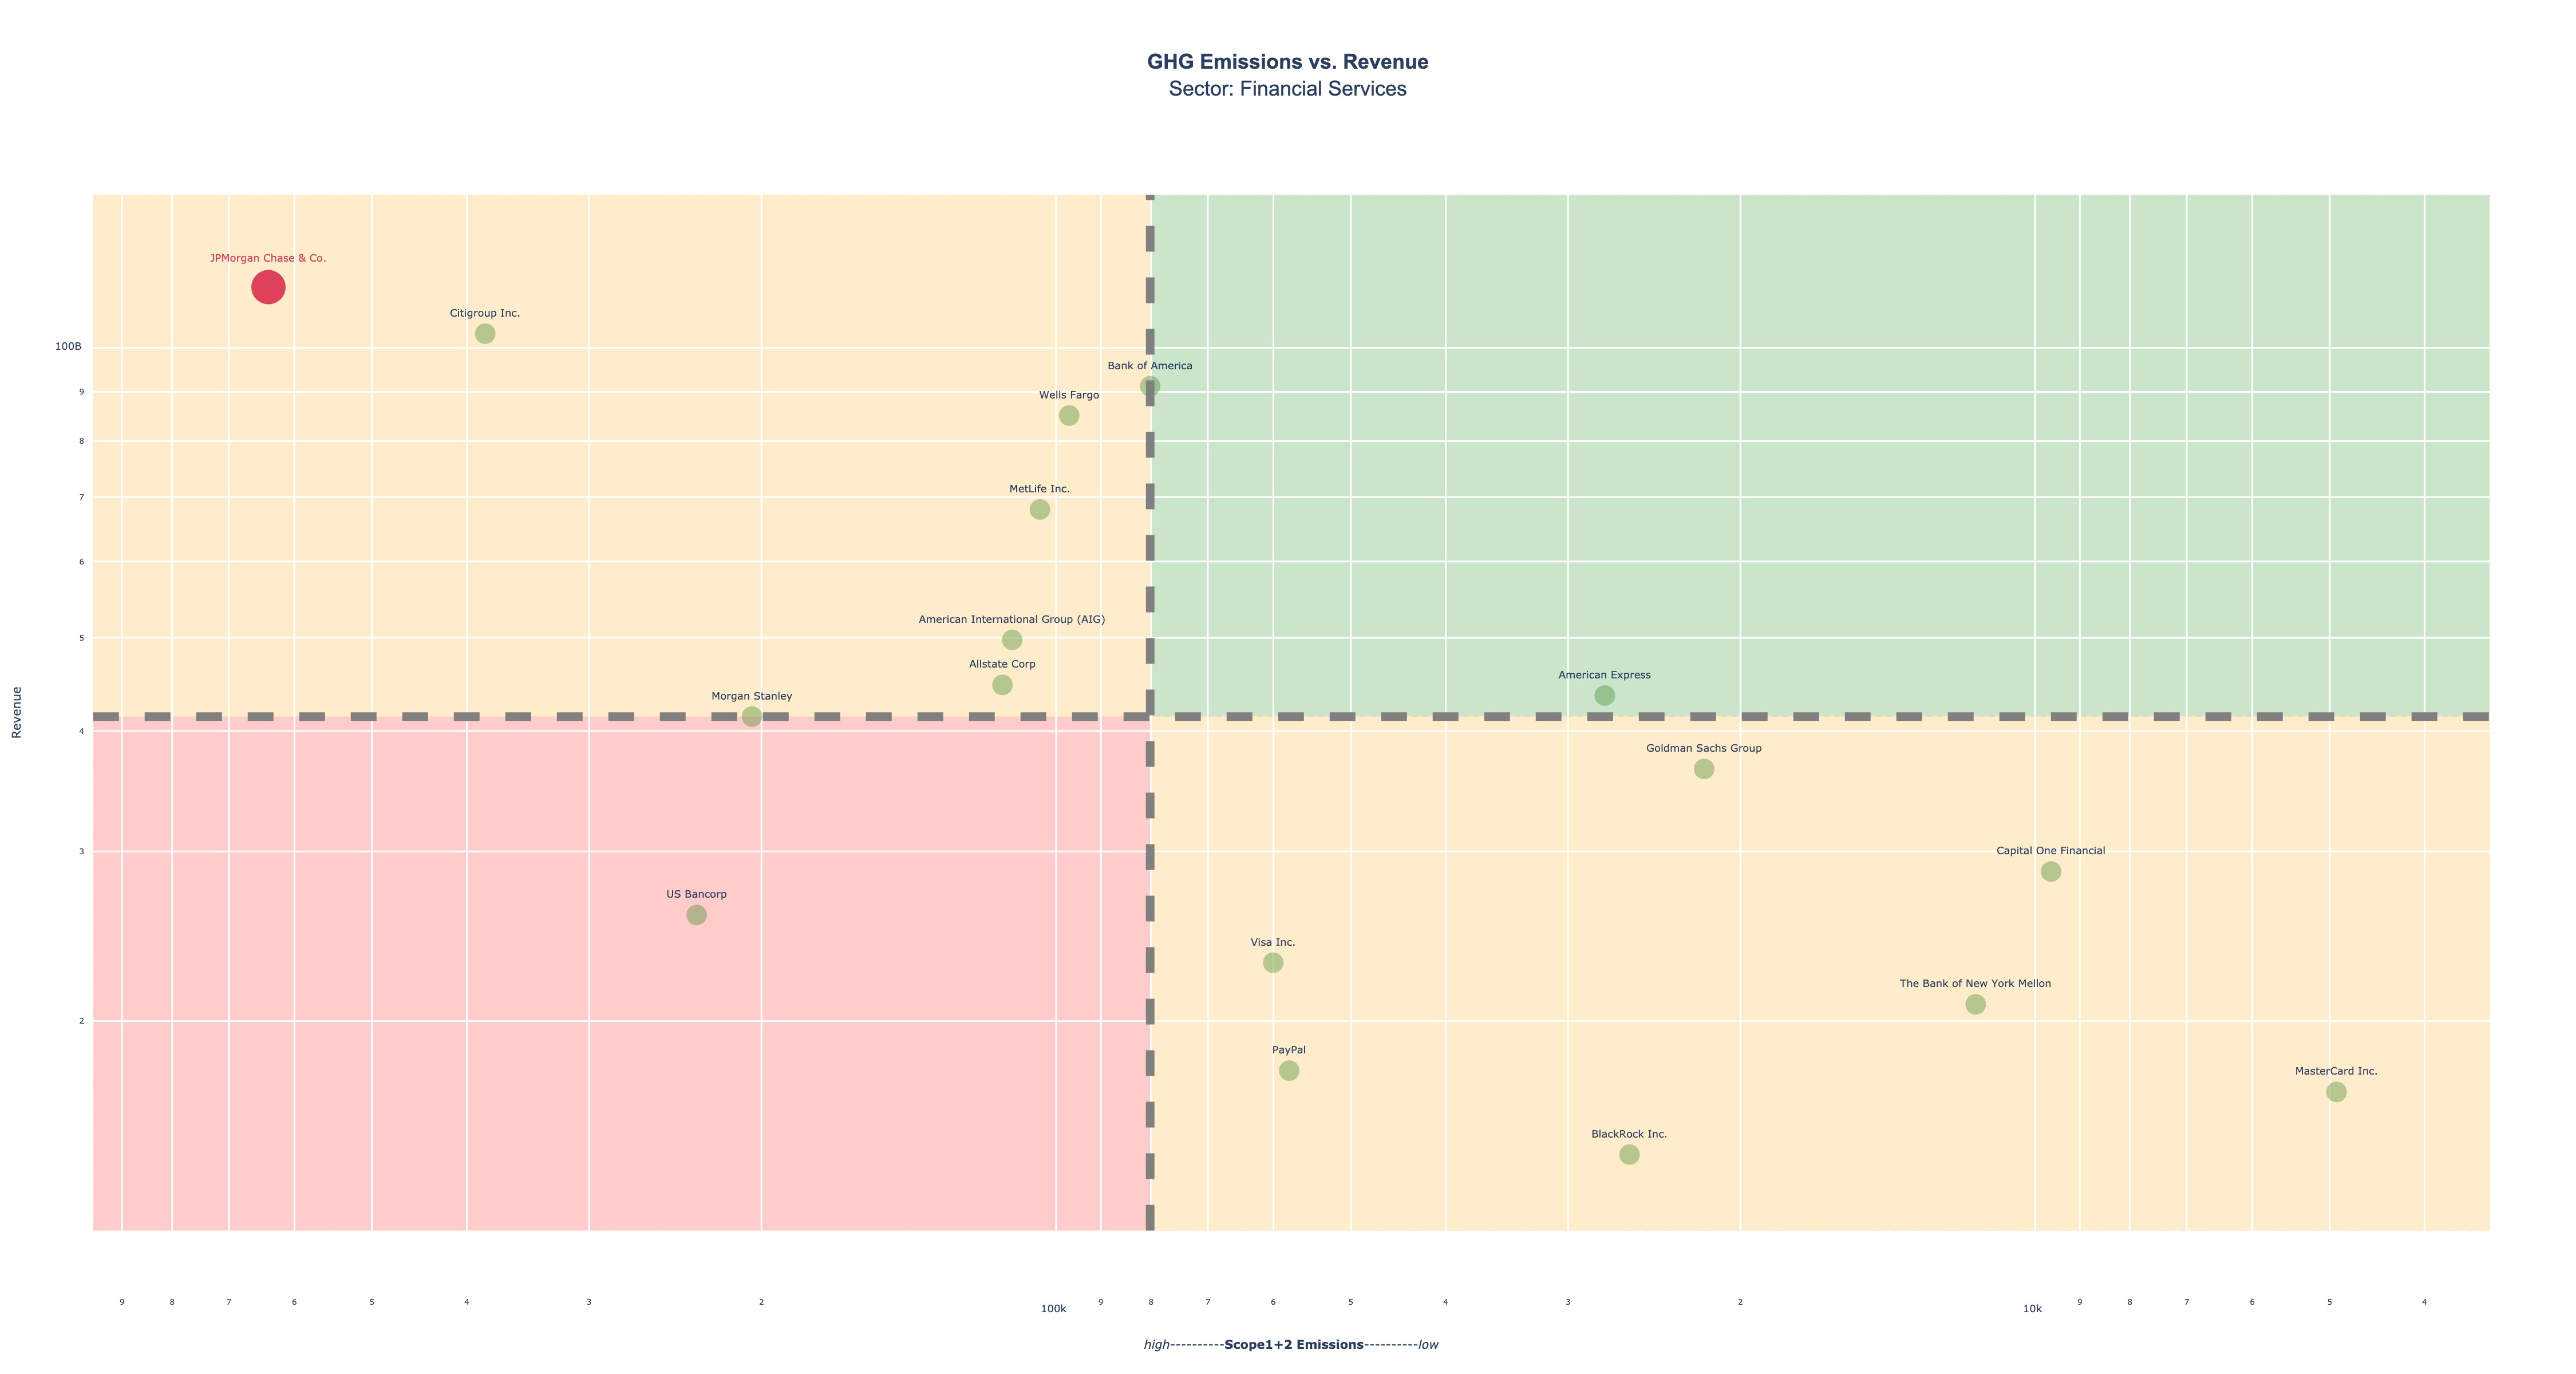 GHG Emissions vs. Revenue
Sector: Financial Services
JPMorgan Chase & Co.
Citigroup Inc.
100B
Bank of America
9
Wells Fargo
8
MetLife Inc.
7
6
American International Group (AIG)
5
Allstate Corp
American Express
Morgan Stanley
Revenue
4
Goldman Sachs Group
3
Capital One Financial
US Bancorp
Visa Inc.
The Bank of New York Mellon
2
PayPal
MasterCard Inc.
BlackRock Inc.
9 8 7 6 5 4 3 2 100k 9 8 7 6 5 4 3 2 10k 9 8 7 6 5 4
high----------Scope1+2 Emissions----------low